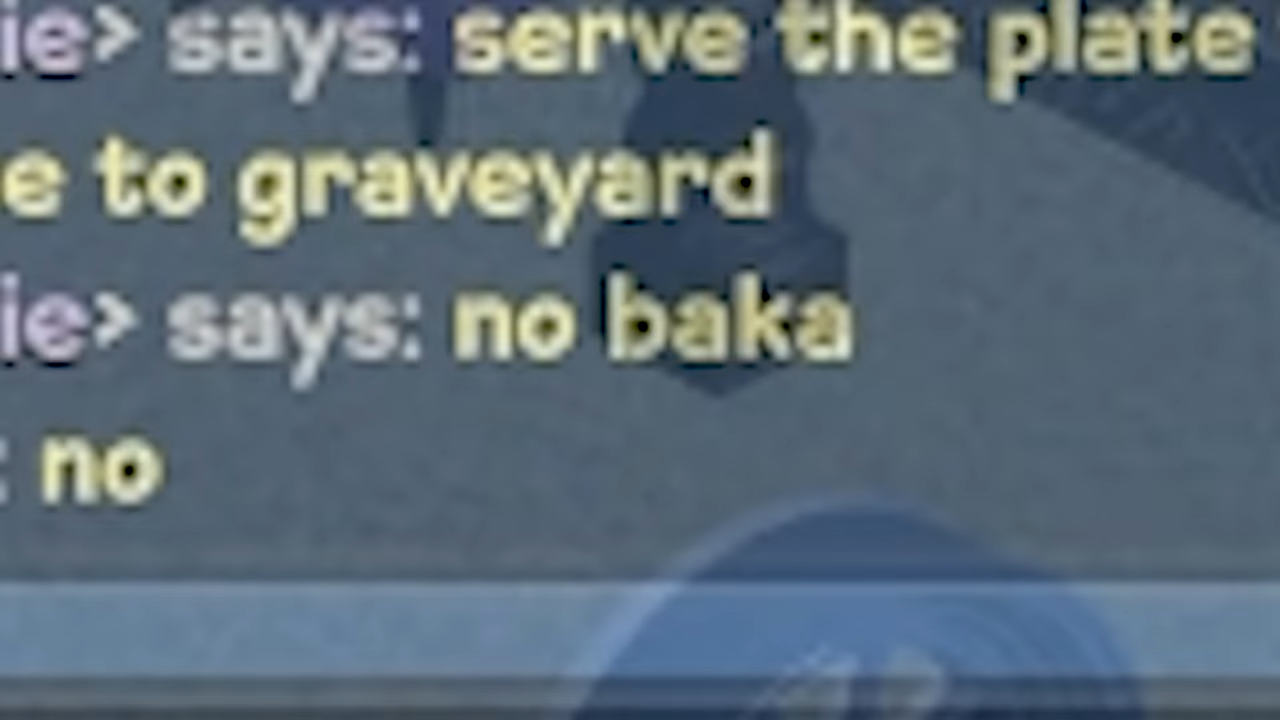 ie> says: serve the plate
e to graveyard
ie> says: no baka
: no